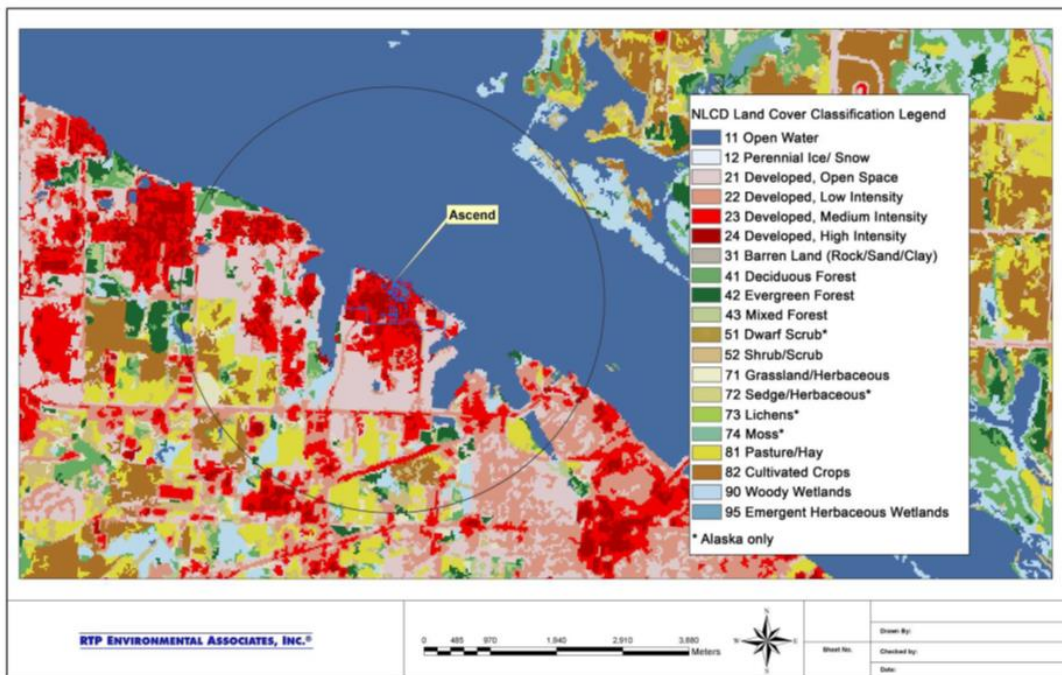 Ascend
NLCD Land Cover Classification Legend
11 Open Water
12 Perennial Ice/ Snow
21 Developed, Open Space
22 Developed, Low Intensity
23 Developed, Medium Intensity
24 Developed, High Intensity
31 Barren Land (Rock/Sand/Clay)
41 Deciduous Forest
42 Evergreen Forest
43 Mixed Forest
51 Dwarf Scrub*
52 Shrub/Scrub
71 Grassland/Herbaceous
72 Sedge/Herbaceous*
73 Lichens*
74 Moss*
81 Pasture/Hay
82 Cultivated Crops
90 Woody Wetlands
95 Emergent Herbaceous Wetlands
* Alaska only
RTP ENVIRONMENTAL ASSOCIATES, INC.®
0 485 970 1,940 2,910 3,880
Meters
N
W E
S
Sheet No.
Drawn By:
Checked by:
Date: